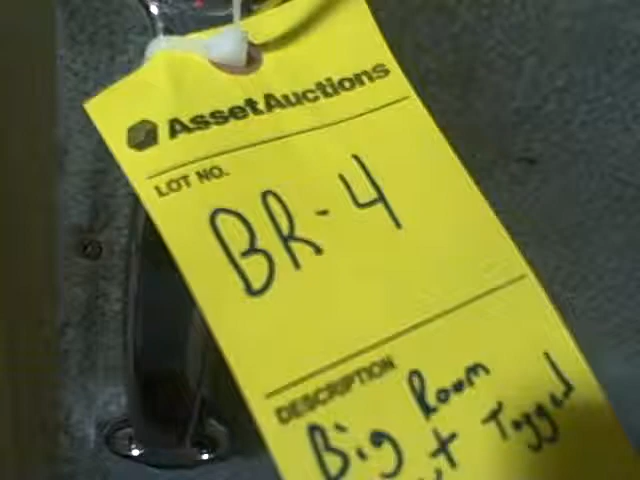 AssetAuctions
LOT NO.
BR-4
DESCRIPTION
Big Room
Tagged